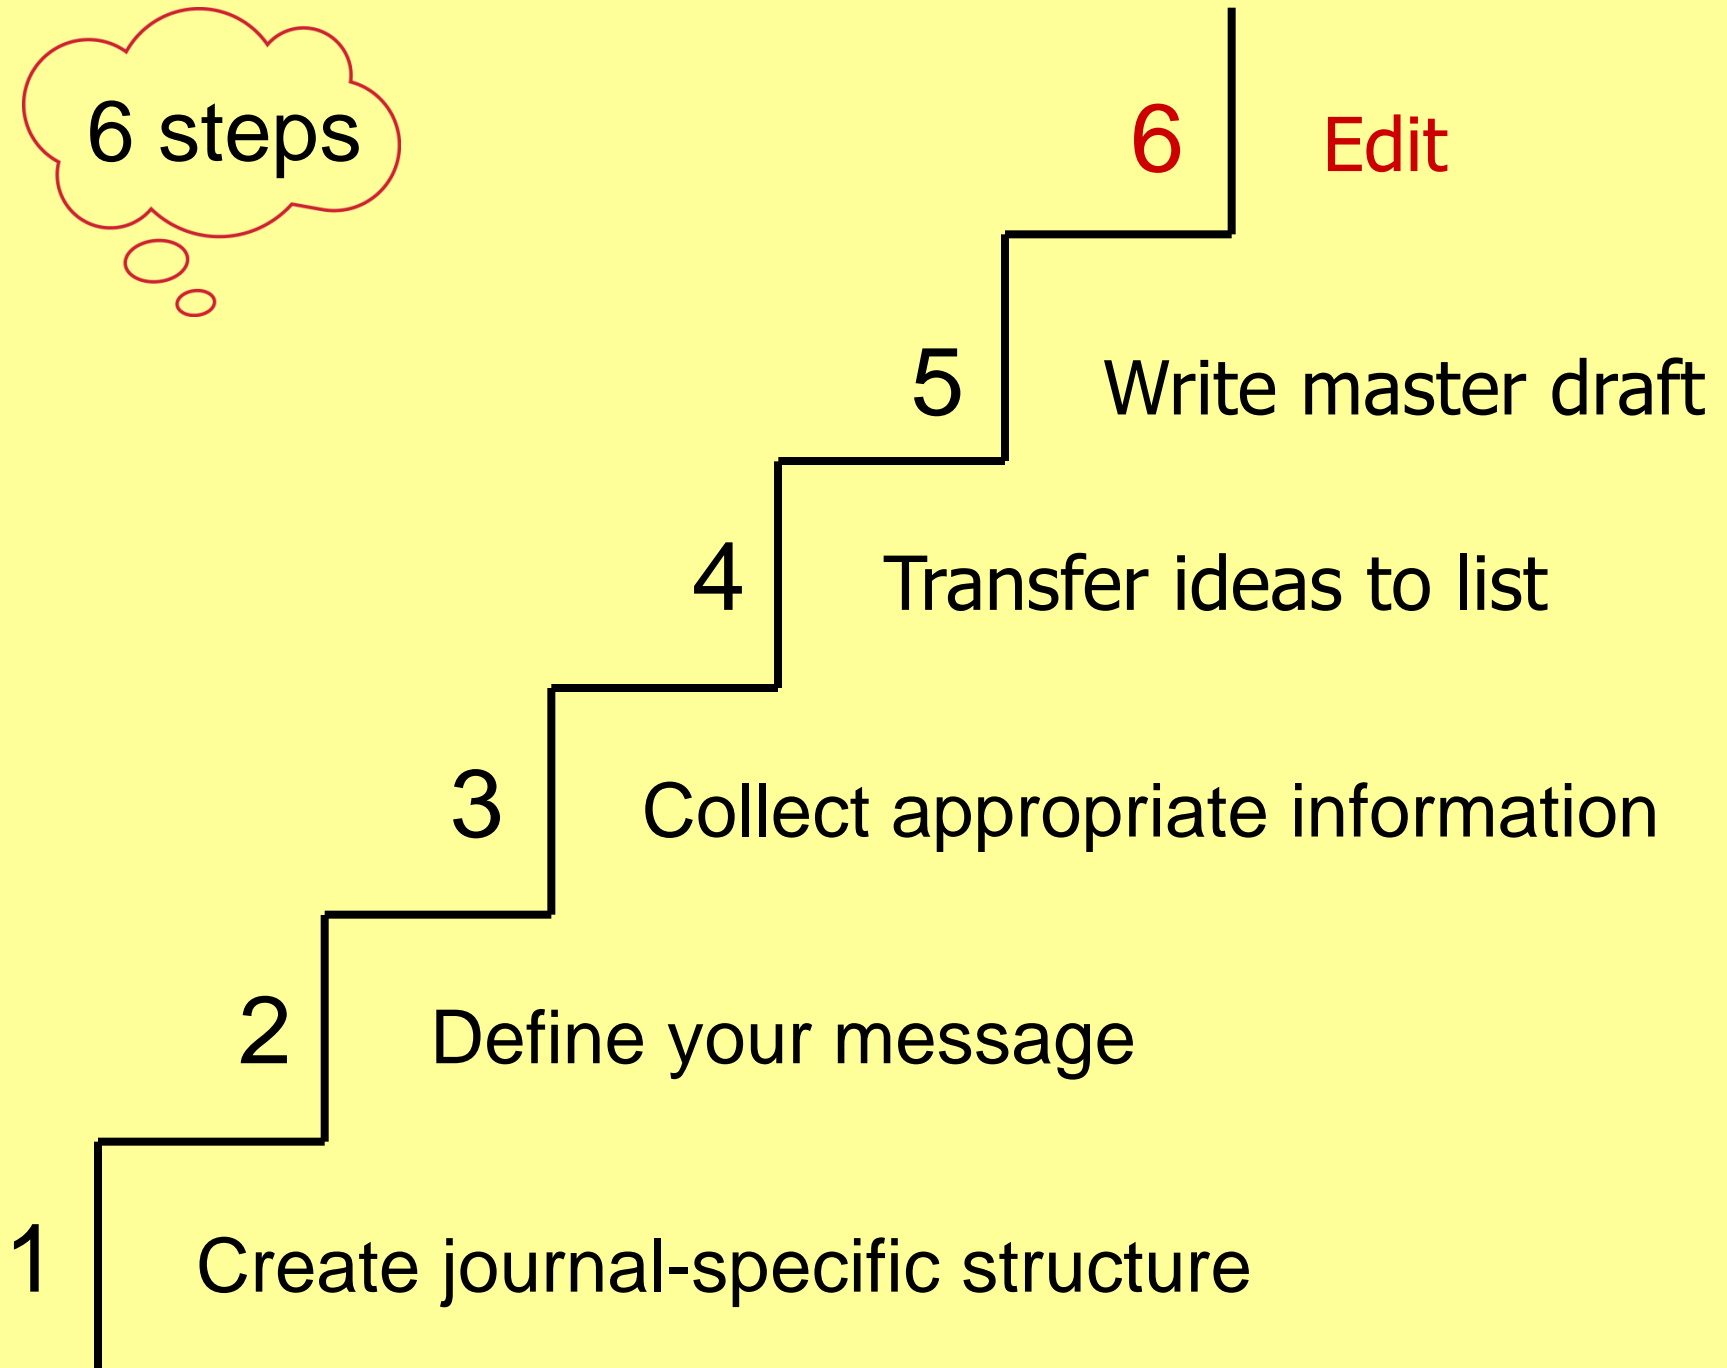 6 steps
6 Edit
5 Write master draft
4 Transfer ideas to list
3 Collect appropriate information
2 Define your message
1 Create journal-specific structure